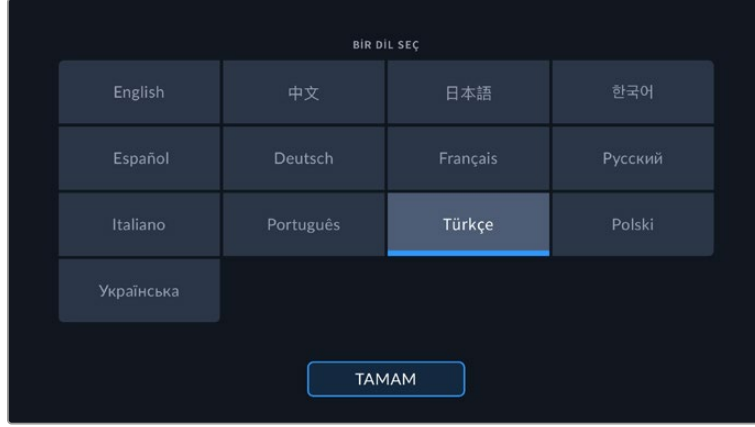 BİR DİL SEÇ
English 中文 日本語 한국어
Español Deutsch Français Русский
Italiano Português Türkçe Polski
Українська
TAMAM